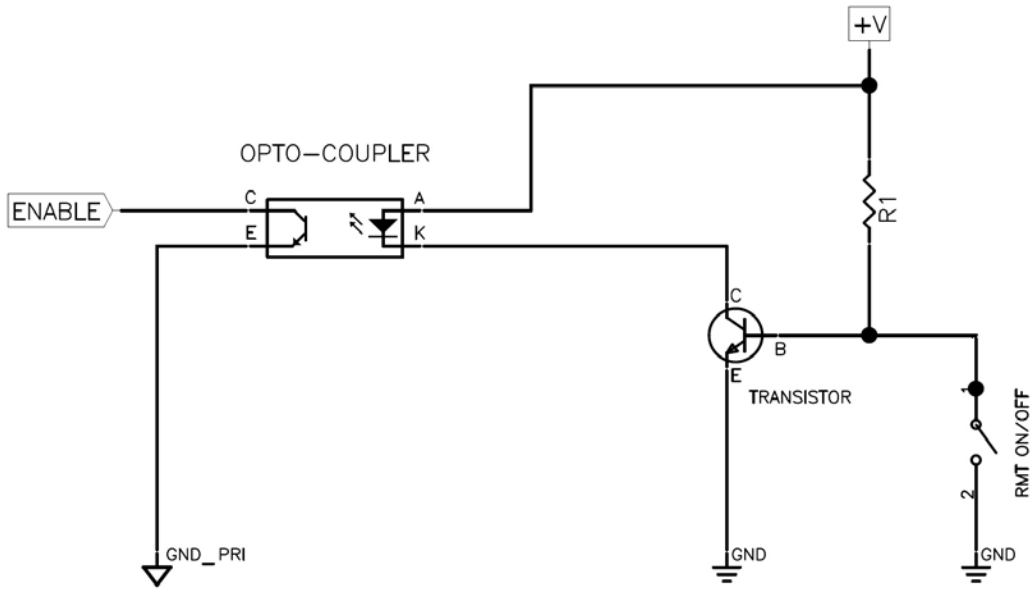 +V
OPTO-COUPLER
ENABLE
C
A
E
K
R1
C
B
E
TRANSISTOR
1
2
RMT ON/OFF
GND_PRI
GND
GND